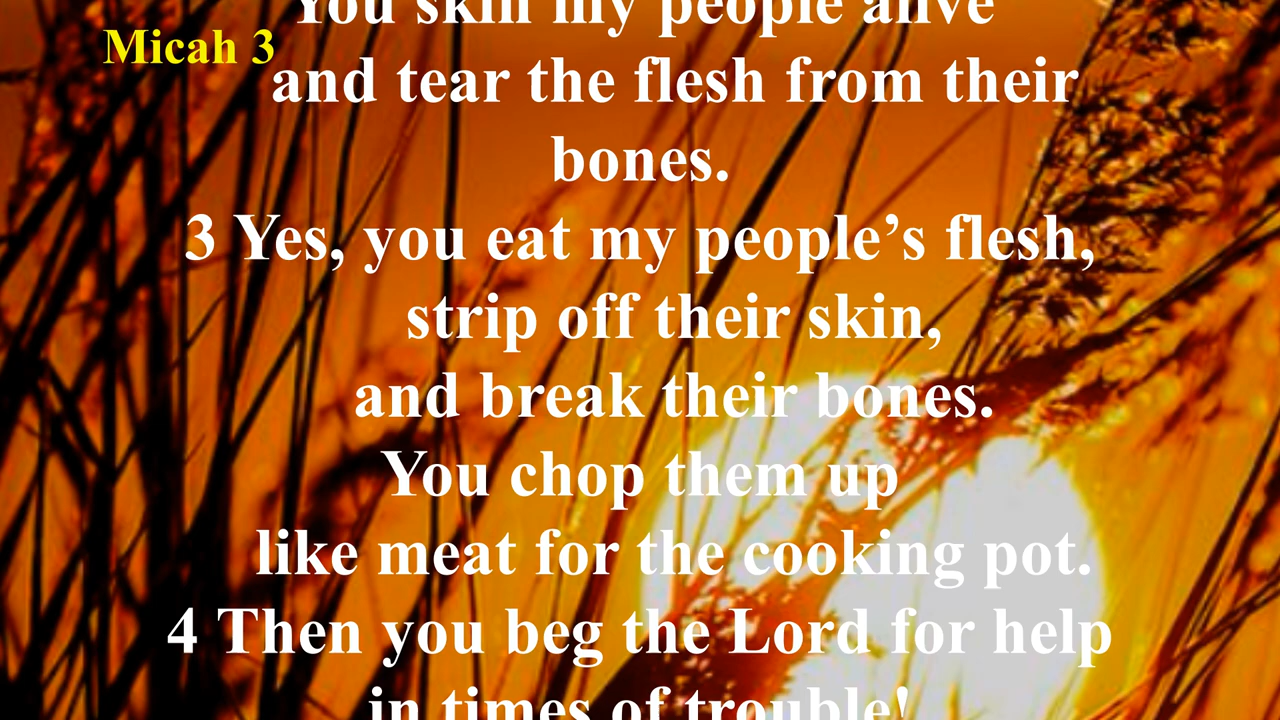 You skin my people alive
Micah 3
and tear the flesh from their
bones.
3 Yes, you eat my people’s flesh,
strip off their skin,
and break their bones.
You chop them up
like meat for the cooking pot.
4 Then you beg the Lord for help
in times of trouble!